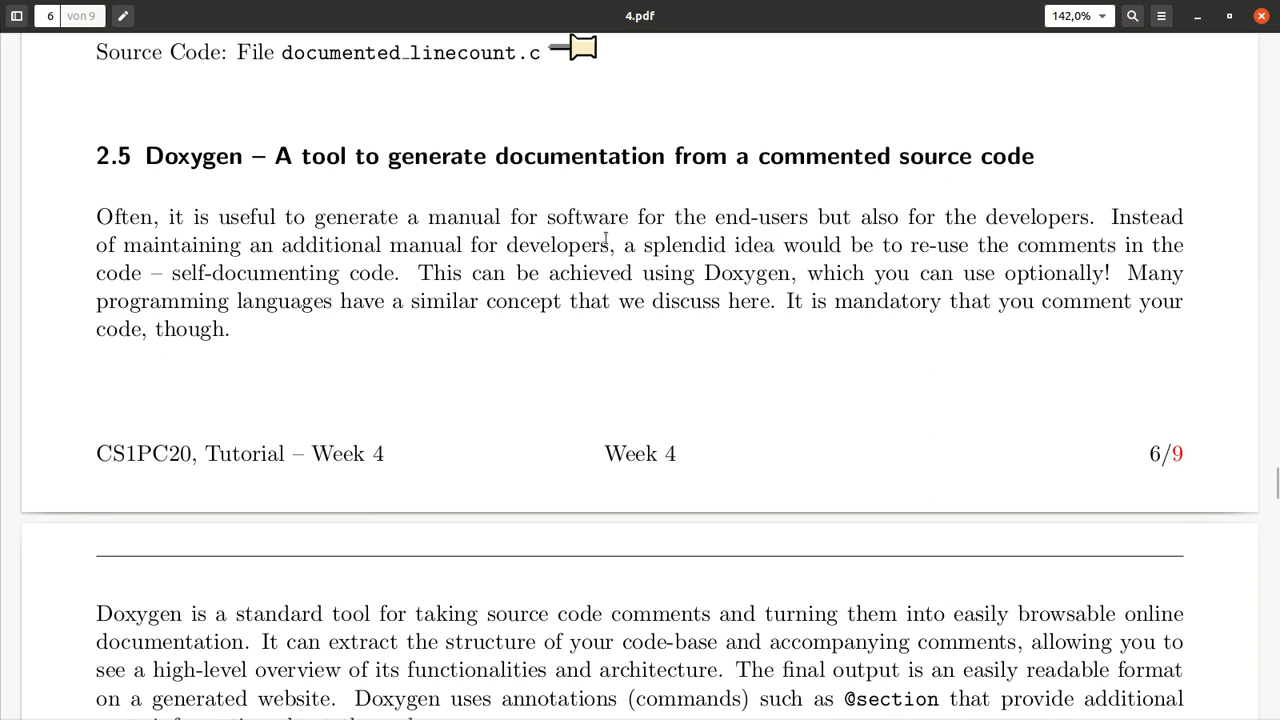 6 von 9 4.pdf 142,0%
Source Code: File documented_linecount.c
2.5 Doxygen – A tool to generate documentation from a commented source code
Often, it is useful to generate a manual for software for the end-users but also for the developers. Instead
of maintaining an additional manual for developers, a splendid idea would be to re-use the comments in the
code – self-documenting code. This can be achieved using Doxygen, which you can use optionally! Many
programming languages have a similar concept that we discuss here. It is mandatory that you comment your
code, though.
CS1PC20, Tutorial – Week 4 Week 4 6/9
Doxygen is a standard tool for taking source code comments and turning them into easily browsable online
documentation. It can extract the structure of your code-base and accompanying comments, allowing you to
see a high-level overview of its functionalities and architecture. The final output is an easily readable format
on a generated website. Doxygen uses annotations (commands) such as @section that provide additional